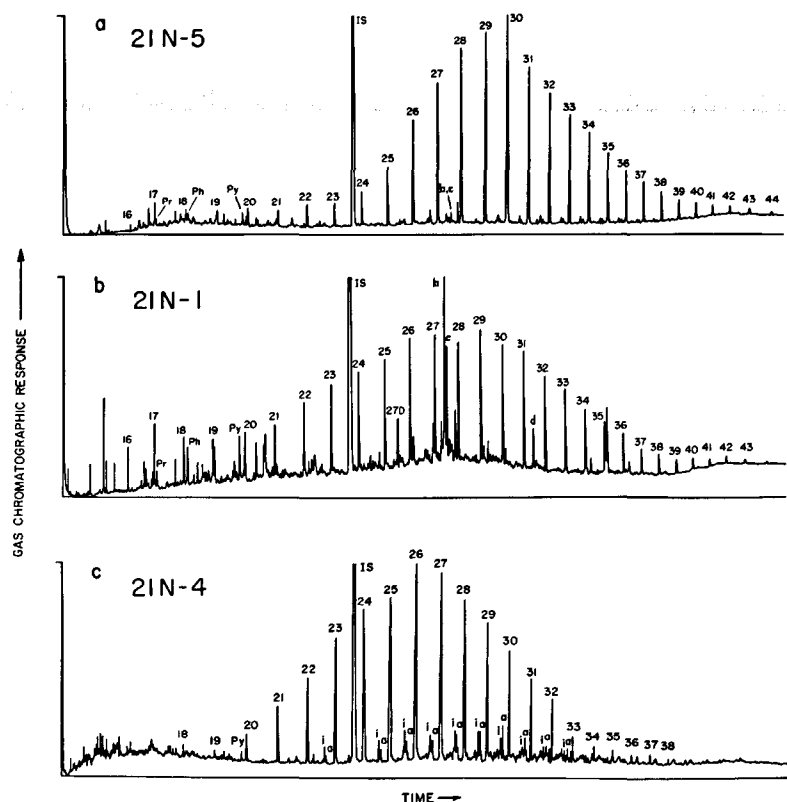 a
21N-5
IS
16 17 Pr 18 Ph 19 Py 20 21 22 23 24 25 26 27 b,c 28 29 30 31 32 33 34 35 36 37 38 39 40 41 42 43 44
b
21N-1
IS
16 17 Pr 18 Ph 19 Py 20 21 22 23 24 25 26 27D 27 b c 28 29 30 31 d 32 33 34 35 36 37 38 39 40 41 42 43
c
21N-4
IS
18 19 Py 20 21 22 i a 23 24 i a 25 i a 26 i a 27 i a 28 i a 29 i a 30 i a 31 i a 32 i a 33 34 35 36 37 38
GAS CHROMATOGRAPHIC RESPONSE
TIME